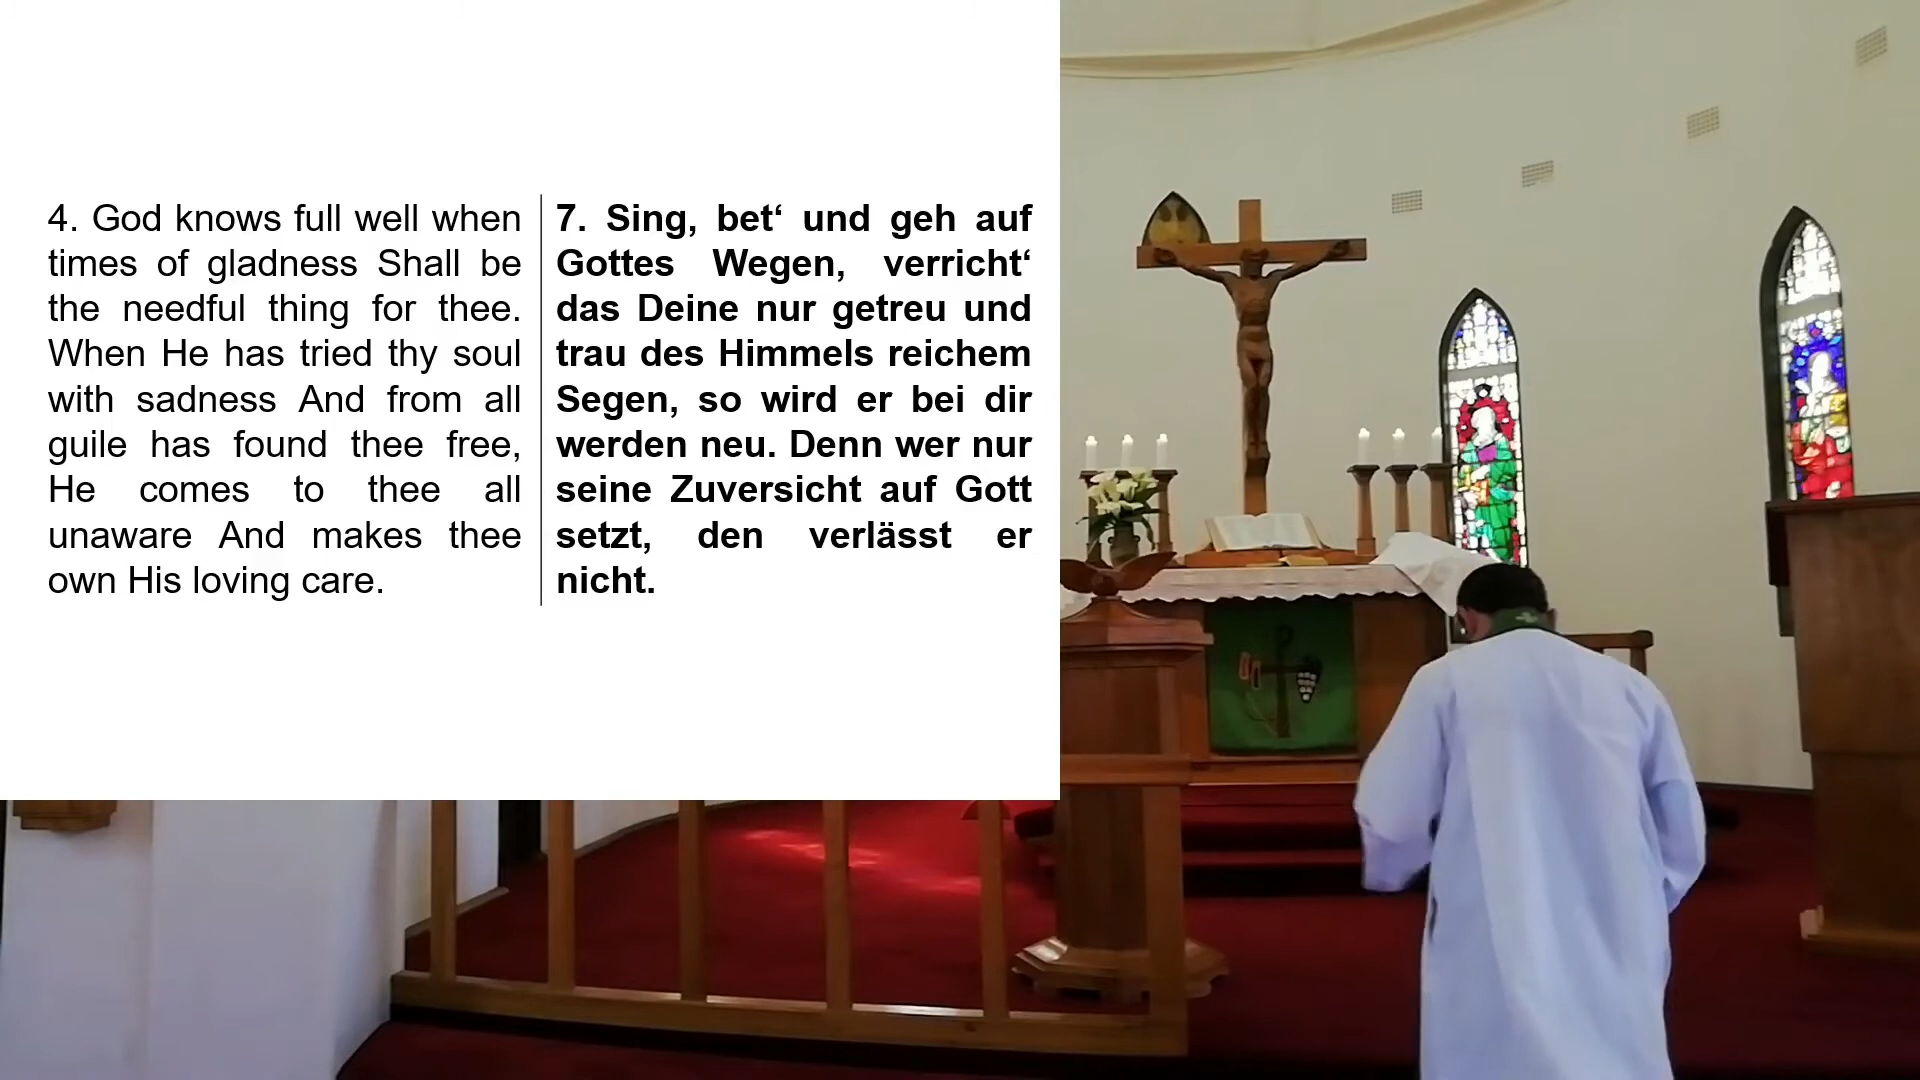 4. God knows full well when
times of gladness Shall be
the needful thing for thee.
When He has tried thy soul
with sadness And from all
guile has found thee free,
He comes to thee all
unaware And makes thee
own His loving care.
7. Sing, bet‘ und geh auf
Gottes Wegen, verricht‘
das Deine nur getreu und
trau des Himmels reichem
Segen, so wird er bei dir
werden neu. Denn wer nur
seine Zuversicht auf Gott
setzt, den verlässt er
nicht.